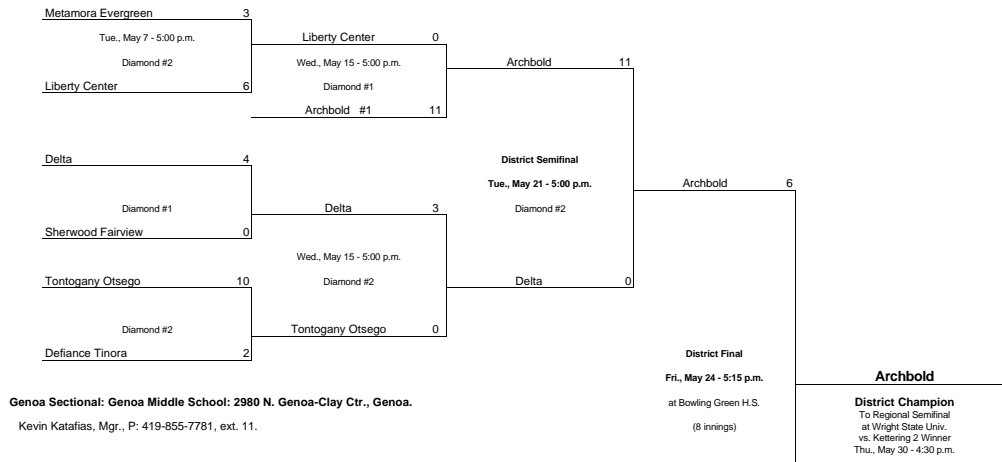 Metamora Evergreen 3
Tue., May 7 - 5:00 p.m.
Diamond #2
Liberty Center 6
Liberty Center 0
Wed., May 15 - 5:00 p.m.
Diamond #1
Archbold #1 11
Archbold 11
Delta 4
Diamond #1
Sherwood Fairview 0
Delta 3
Wed., May 15 - 5:00 p.m.
Diamond #2
Tontogany Otsego 10
Diamond #2
Defiance Tinora 2
Tontogany Otsego 0
District Semifinal
Tue., May 21 - 5:00 p.m.
Diamond #2
Delta 0
Archbold 6
District Final
Fri., May 24 - 5:15 p.m.
at Bowling Green H.S.
(8 innings)
Archbold
District Champion
To Regional Semifinal
at Wright State Univ.
vs. Kettering 2 Winner
Thu., May 30 - 4:30 p.m.
Genoa Sectional: Genoa Middle School: 2980 N. Genoa-Clay Ctr., Genoa.
Kevin Katafias, Mgr., P: 419-855-7781, ext. 11.